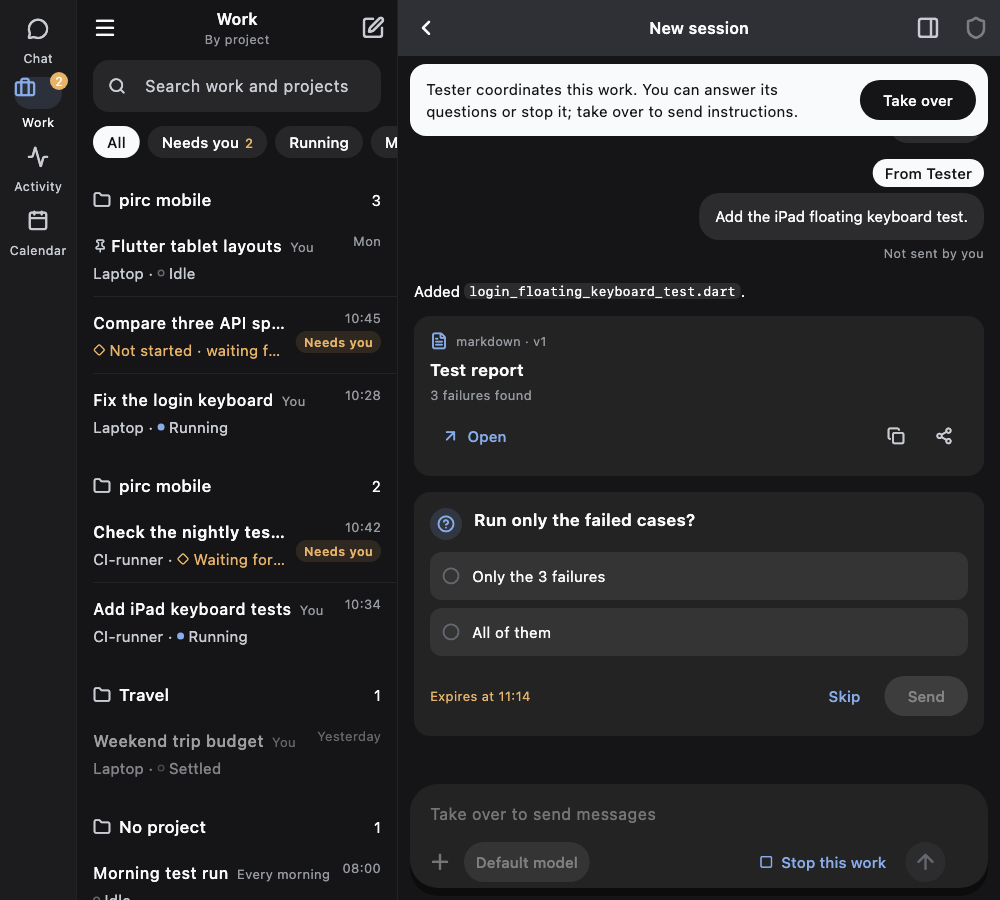 Chat
2
Work
Activity
Calendar
Work
By project
Search work and projects
All
Needs you 2
Running
M
pirc mobile
3
Flutter tablet layouts You
Mon
Laptop · Idle
Compare three API sp...
10:45
Not started · waiting f...
Needs you
Fix the login keyboard You
10:28
Laptop · Running
pirc mobile
2
Check the nightly tes...
10:42
CI-runner · Waiting for...
Needs you
Add iPad keyboard tests You
10:34
CI-runner · Running
Travel
1
Weekend trip budget You
Yesterday
Laptop · Settled
No project
1
Morning test run Every morning
08:00
Idle
New session
Tester coordinates this work. You can answer its
questions or stop it; take over to send instructions.
Take over
From Tester
Add the iPad floating keyboard test.
Not sent by you
Added login_floating_keyboard_test.dart.
markdown · v1
Test report
3 failures found
Open
Run only the failed cases?
Only the 3 failures
All of them
Expires at 11:14
Skip
Send
Take over to send messages
Default model
Stop this work